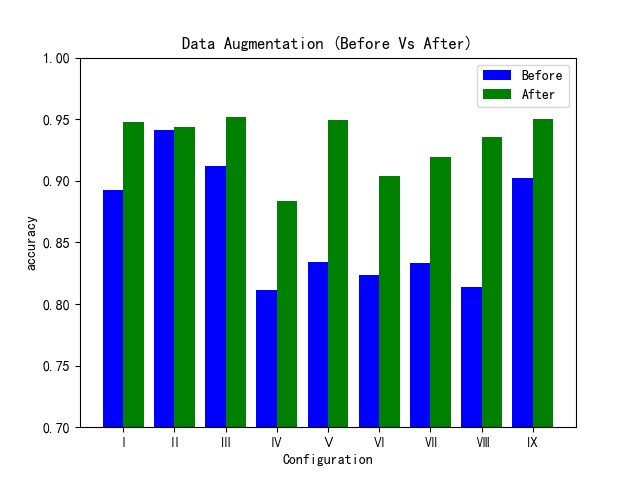 Data Augmentation (Before Vs After)
1.00
0.95
0.90
0.85
0.80
0.75
0.70
accuracy
Before
After
I II III IV V VI VII VIII IX
Configuration